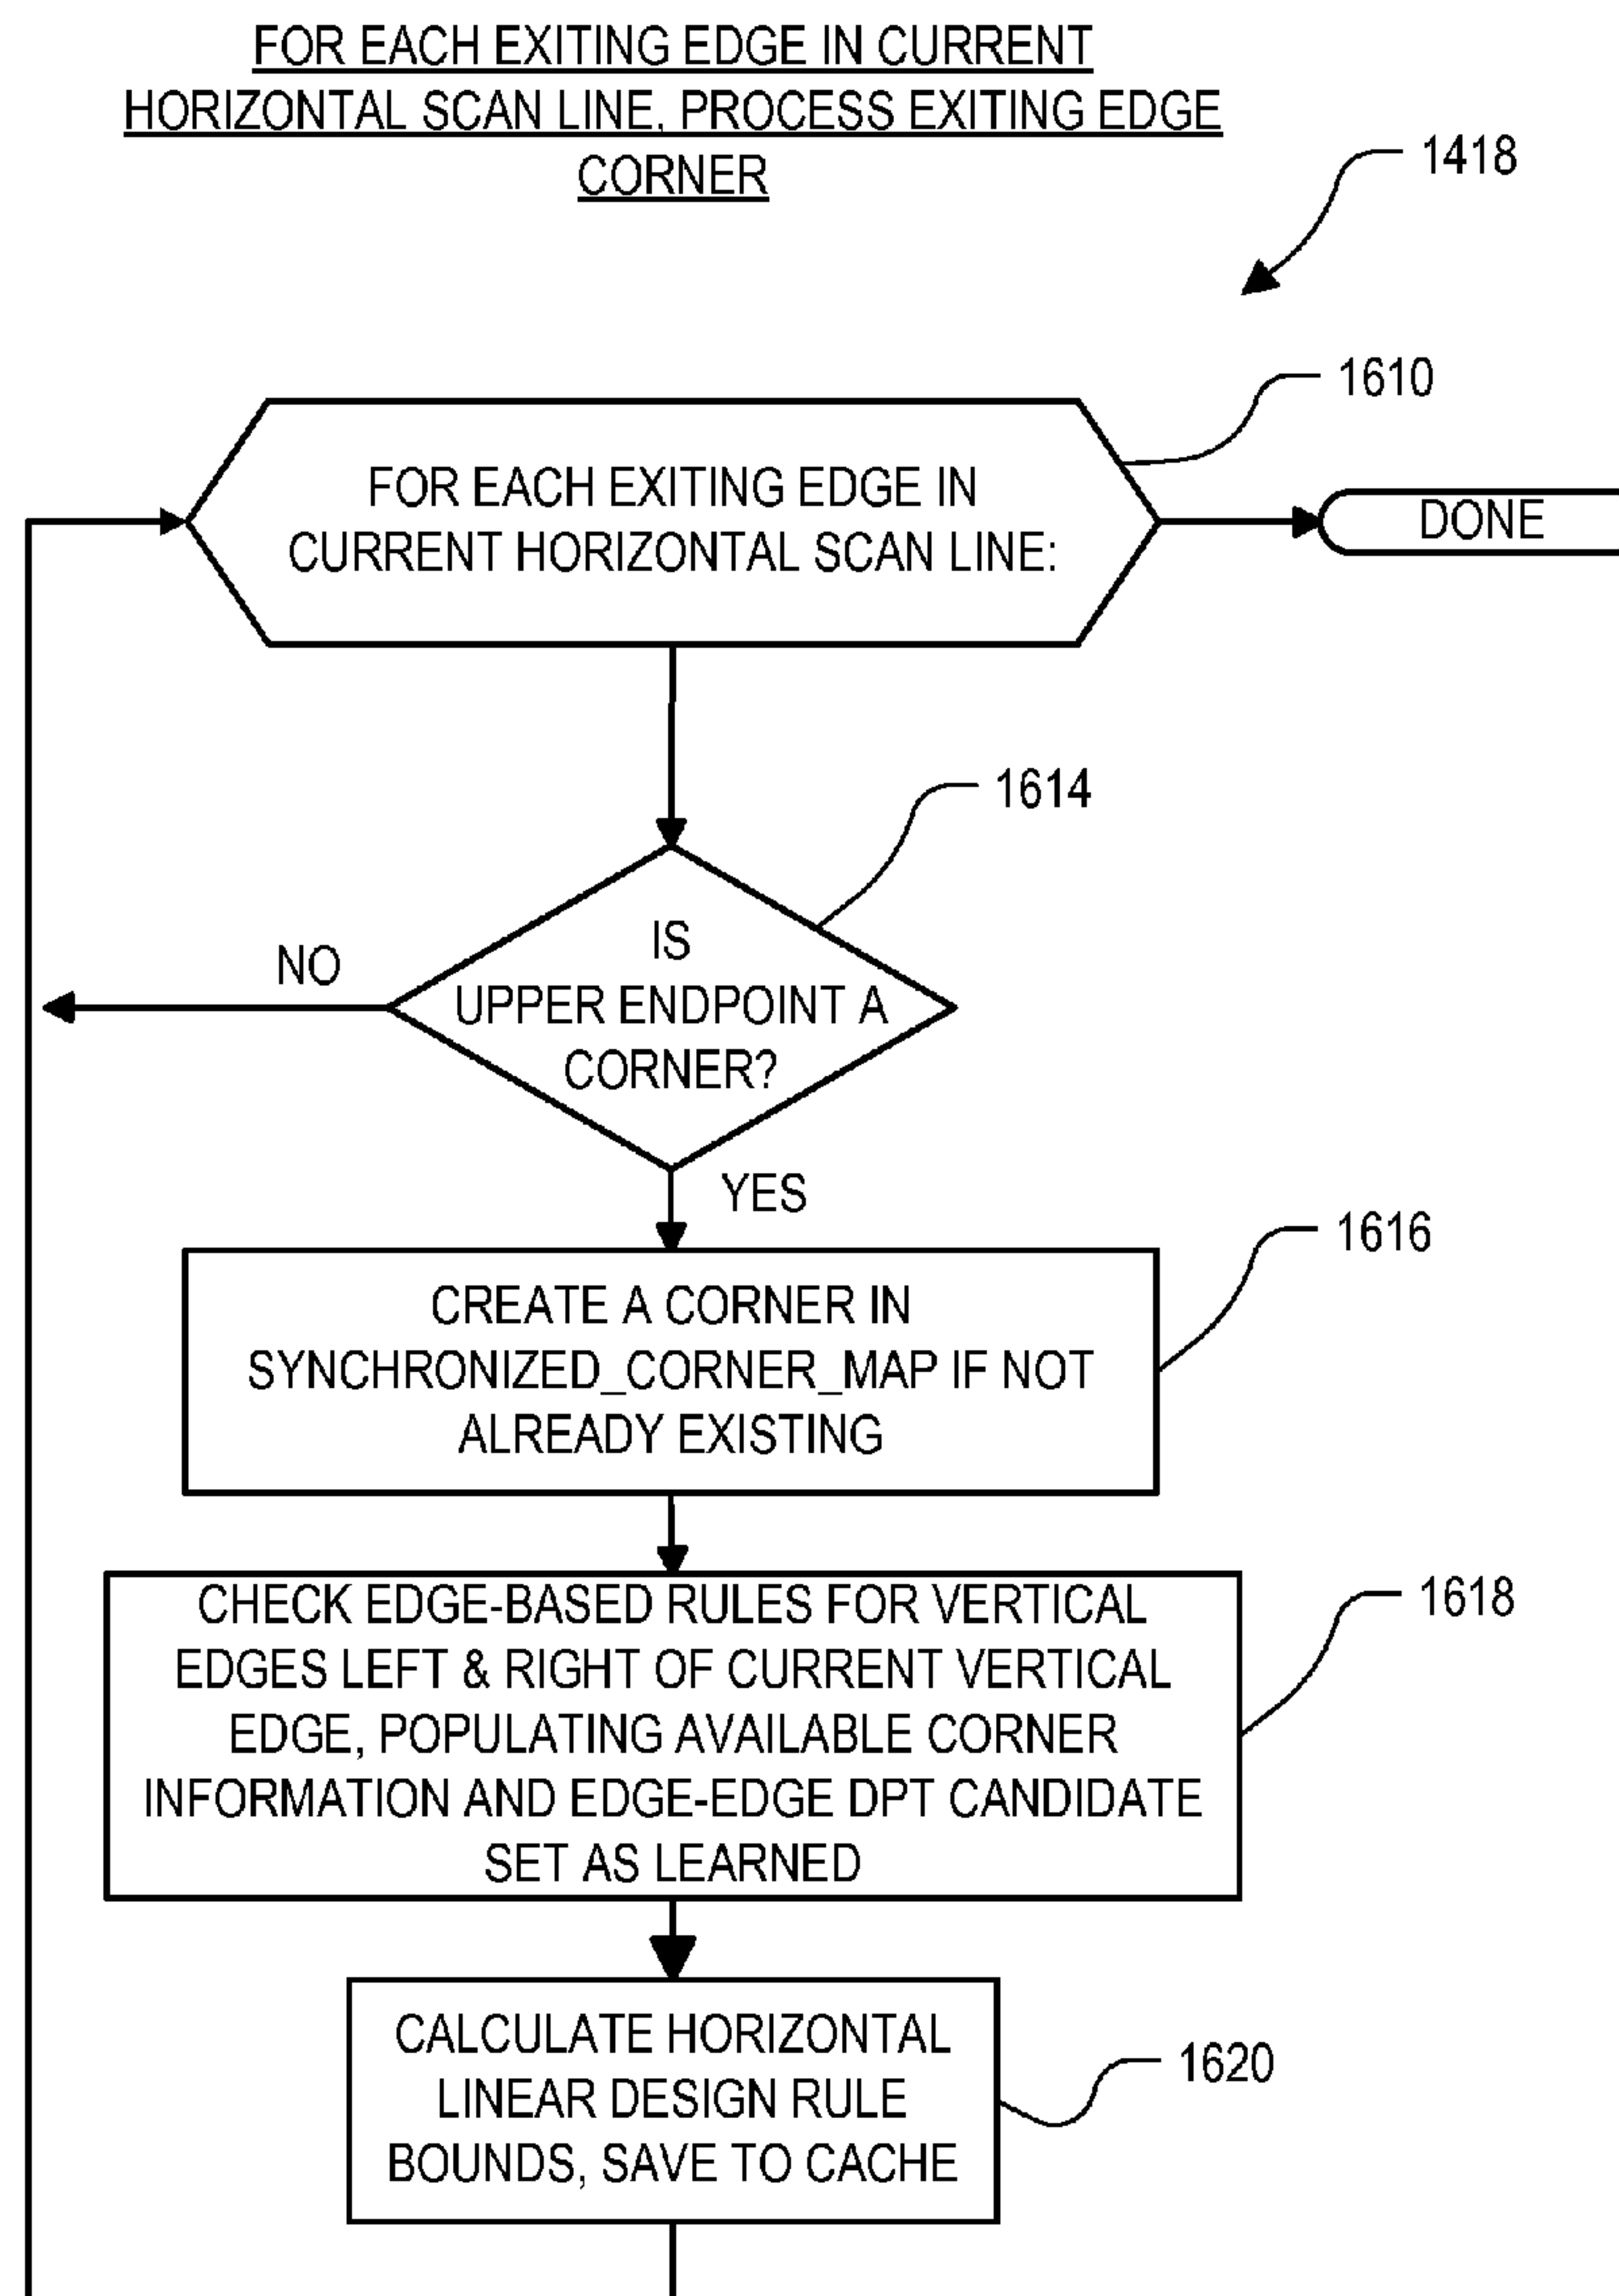 FOR EACH EXITING EDGE IN CURRENT
HORIZONTAL SCAN LINE, PROCESS EXITING EDGE
CORNER
1418
1610
FOR EACH EXITING EDGE IN
CURRENT HORIZONTAL SCAN LINE:
DONE
1614
IS
UPPER ENDPOINT A
CORNER?
NO
YES
1616
CREATE A CORNER IN
SYNCHRONIZED_CORNER_MAP IF NOT
ALREADY EXISTING
1618
CHECK EDGE-BASED RULES FOR VERTICAL
EDGES LEFT & RIGHT OF CURRENT VERTICAL
EDGE, POPULATING AVAILABLE CORNER
INFORMATION AND EDGE-EDGE DPT CANDIDATE
SET AS LEARNED
1620
CALCULATE HORIZONTAL
LINEAR DESIGN RULE
BOUNDS, SAVE TO CACHE